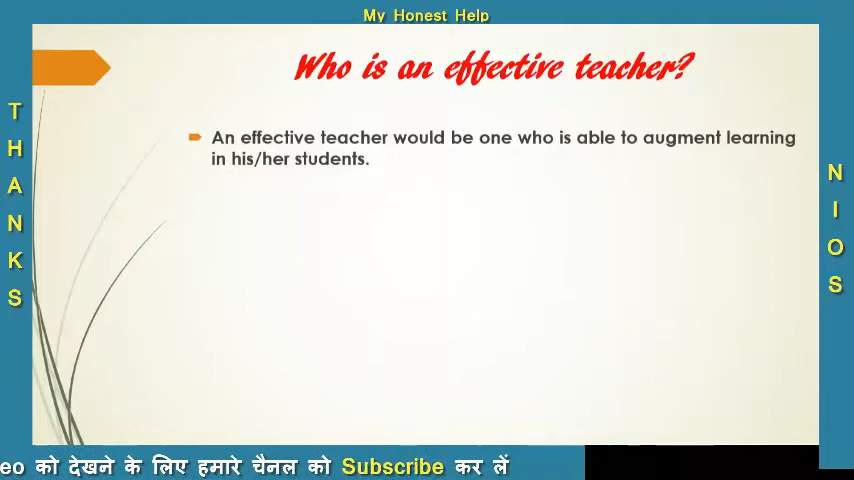 My Honest Help
Who is an effective teacher?
An effective teacher would be one who is able to augment learning
in his/her students.
THANKS
NIOS
eo को देखने के लिए हमारे चैनल को Subscribe कर लें